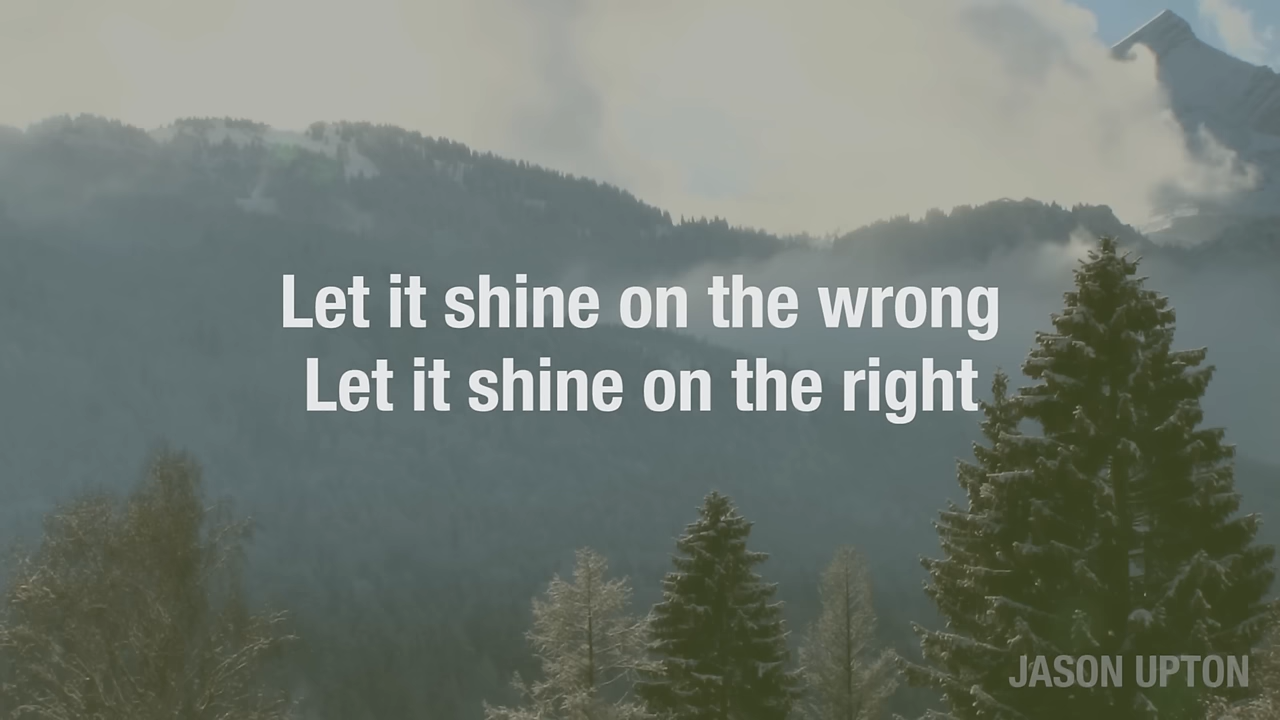 Let it shine on the wrong
Let it shine on the right
JASON UPTON